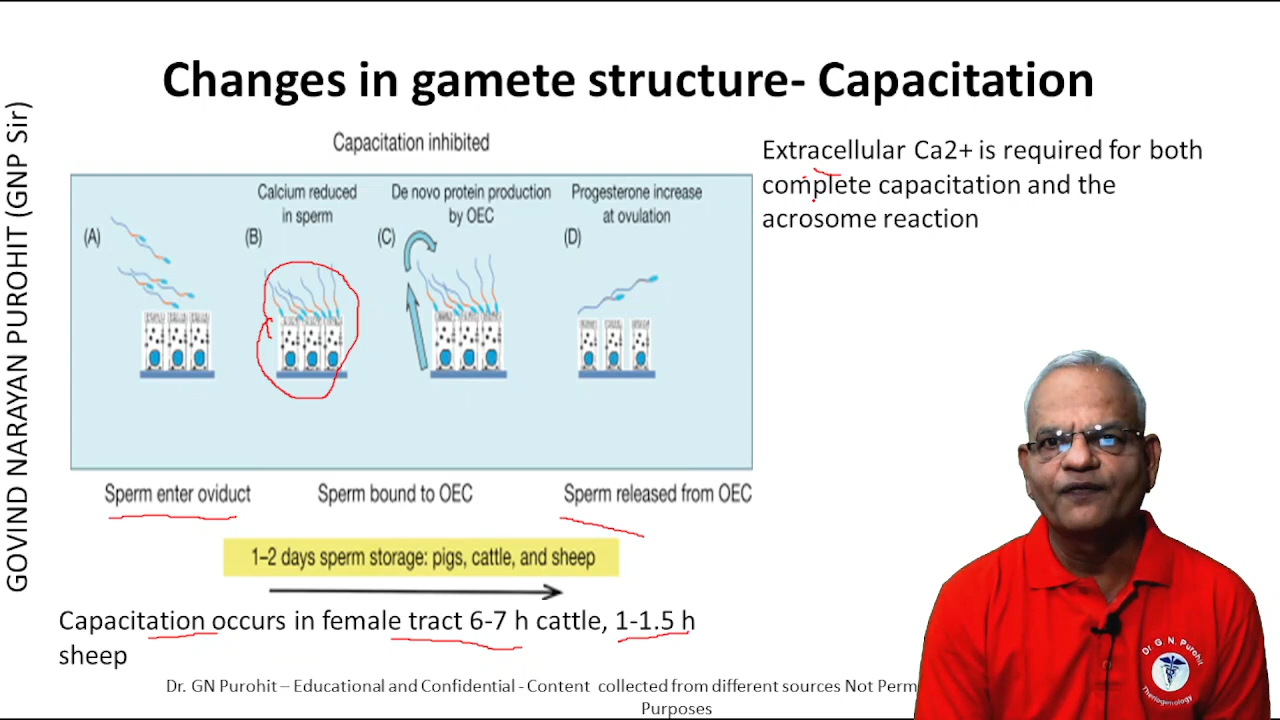 Changes in gamete structure- Capacitation
GOVIND NARAYAN PUROHIT (GNP Sir)
Capacitation inhibited
(A)
(B)
Calcium reduced
in sperm
(C)
De novo protein production
by OEC
(D)
Progesterone increase
at ovulation
Sperm enter oviduct
Sperm bound to OEC
Sperm released from OEC
1–2 days sperm storage: pigs, cattle, and sheep
Capacitation occurs in female tract 6-7 h cattle, 1-1.5 h
sheep
Extracellular Ca2+ is required for both
complete capacitation and the
acrosome reaction
Dr. G N. Purohit
Theriogenology
Dr. GN Purohit – Educational and Confidential - Content collected from different sources Not Perm
Purposes